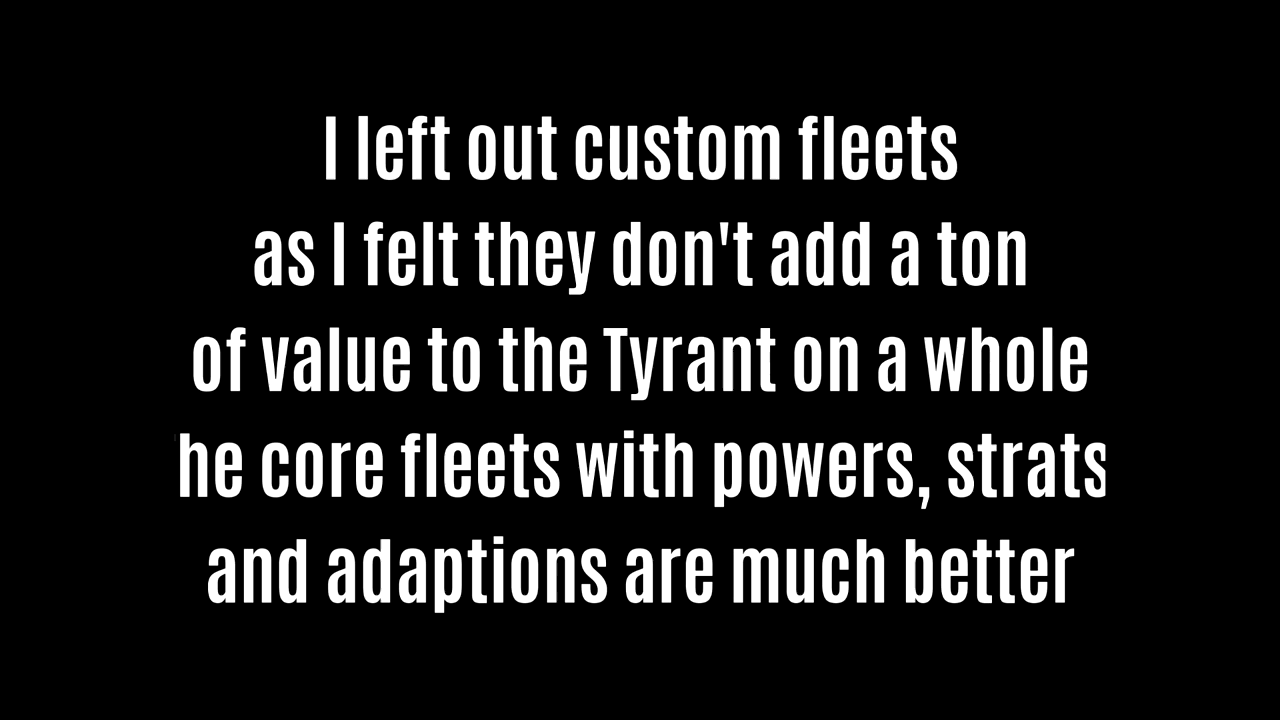 I left out custom fleets
as I felt they don't add a ton
of value to the Tyrant on a whole
he core fleets with powers, strats
and adaptions are much better